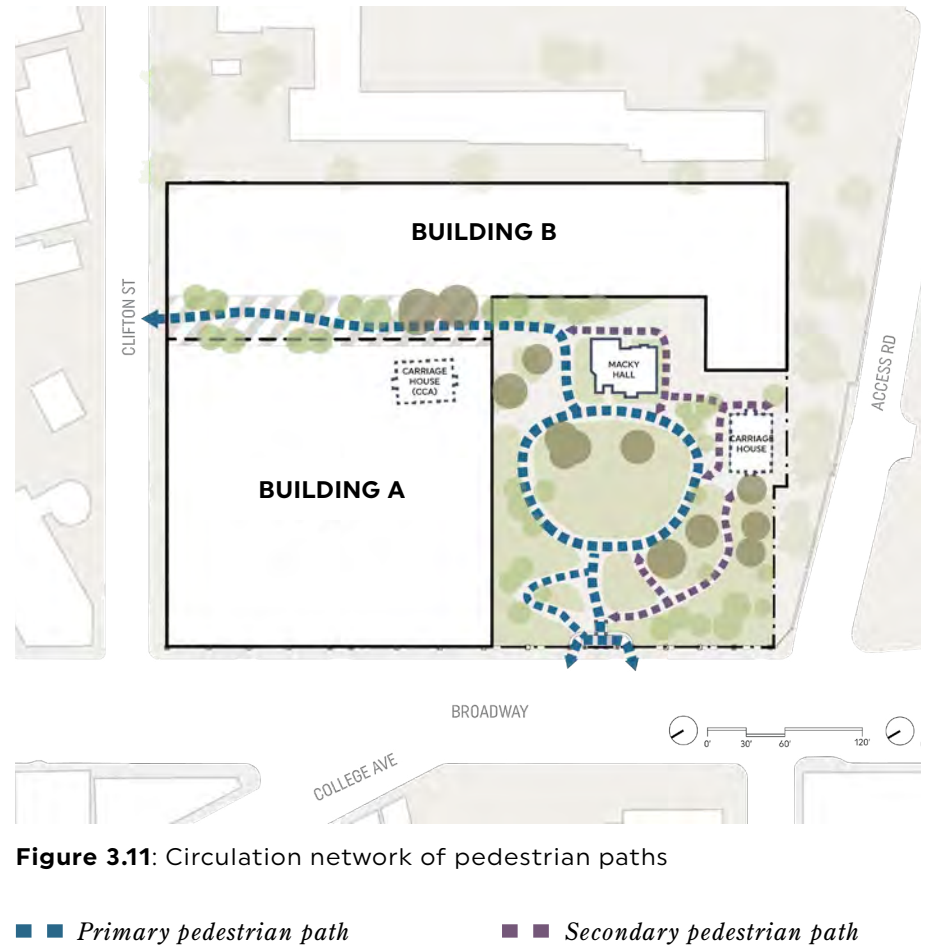 BUILDING B
CLIFTON ST
MACKY
HALL
CARRIAGE
HOUSE
(CCA)
ACCESS RD
CARRIAGE
HOUSE
BUILDING A
BROADWAY
0' 30' 60' 120'
COLLEGE AVE
Figure 3.11: Circulation network of pedestrian paths
Primary pedestrian path
Secondary pedestrian path